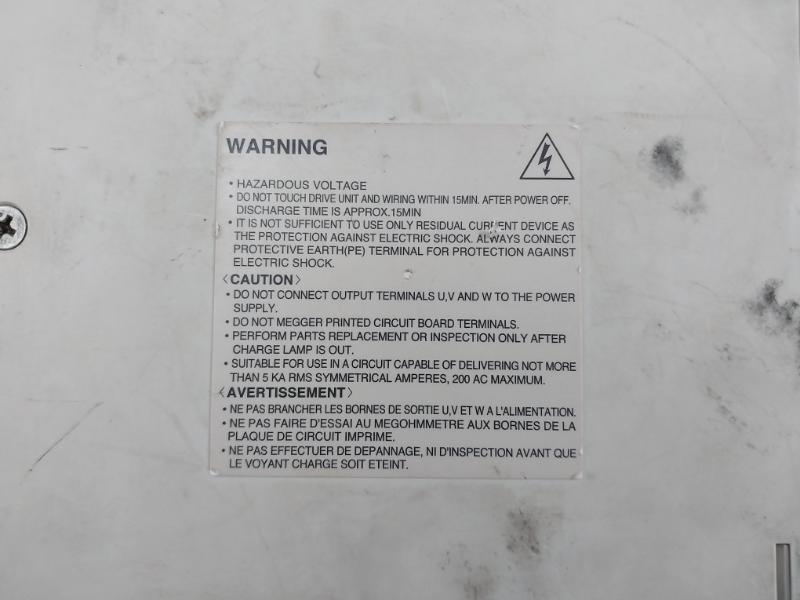 WARNING
• HAZARDOUS VOLTAGE
• DO NOT TOUCH DRIVE UNIT AND WIRING WITHIN 15MIN. AFTER POWER OFF.
DISCHARGE TIME IS APPROX.15MIN
• IT IS NOT SUFFICIENT TO USE ONLY RESIDUAL CURRENT DEVICE AS
THE PROTECTION AGAINST ELECTRIC SHOCK. ALWAYS CONNECT
PROTECTIVE EARTH(PE) TERMINAL FOR PROTECTION AGAINST
ELECTRIC SHOCK.
〈CAUTION〉
• DO NOT CONNECT OUTPUT TERMINALS U,V AND W TO THE POWER
SUPPLY.
• DO NOT MEGGER PRINTED CIRCUIT BOARD TERMINALS.
• PERFORM PARTS REPLACEMENT OR INSPECTION ONLY AFTER
CHARGE LAMP IS OUT.
• SUITABLE FOR USE IN A CIRCUIT CAPABLE OF DELIVERING NOT MORE
THAN 5 KA RMS SYMMETRICAL AMPERES, 200 AC MAXIMUM.
〈AVERTISSEMENT〉
• NE PAS BRANCHER LES BORNES DE SORTIE U,V ET W A L'ALIMENTATION.
• NE PAS FAIRE D'ESSAI AU MEGOHMMETRE AUX BORNES DE LA
PLAQUE DE CIRCUIT IMPRIME.
• NE PAS EFFECTUER DE DEPANNAGE, NI D'INSPECTION AVANT QUE
LE VOYANT CHARGE SOIT ETEINT.